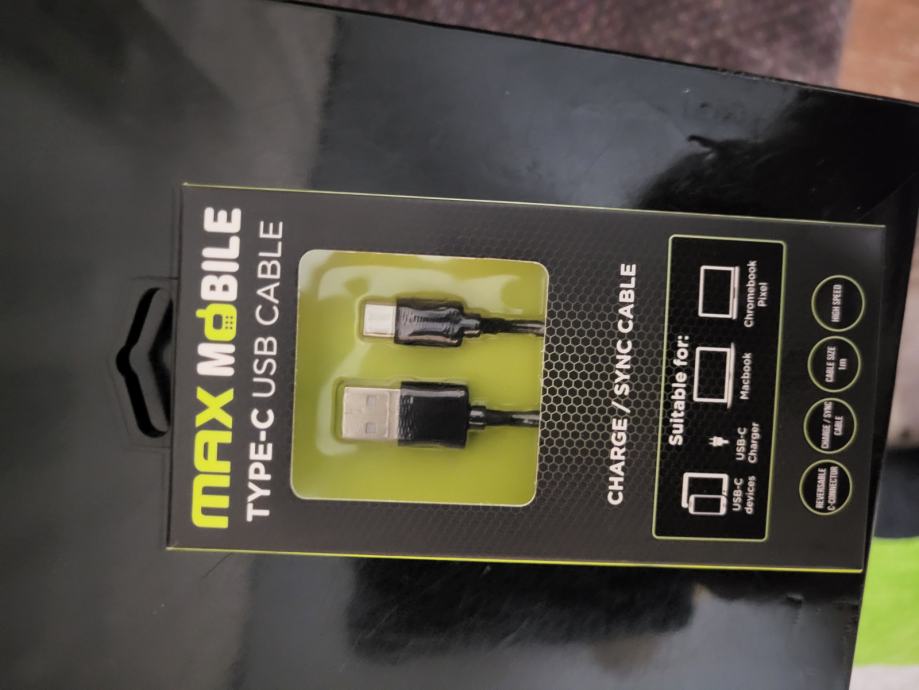 MAX MOBILE
TYPE-C USB CABLE
CHARGE / SYNC CABLE
Suitable for:
USB-C
devices
USB-C
Charger
Macbook
Chromebook
Pixel
REVERSABLE
C-CONNECTOR
CHARGE / SYNC
CABLE
CABLE SIZE
1m
HIGH SPEED